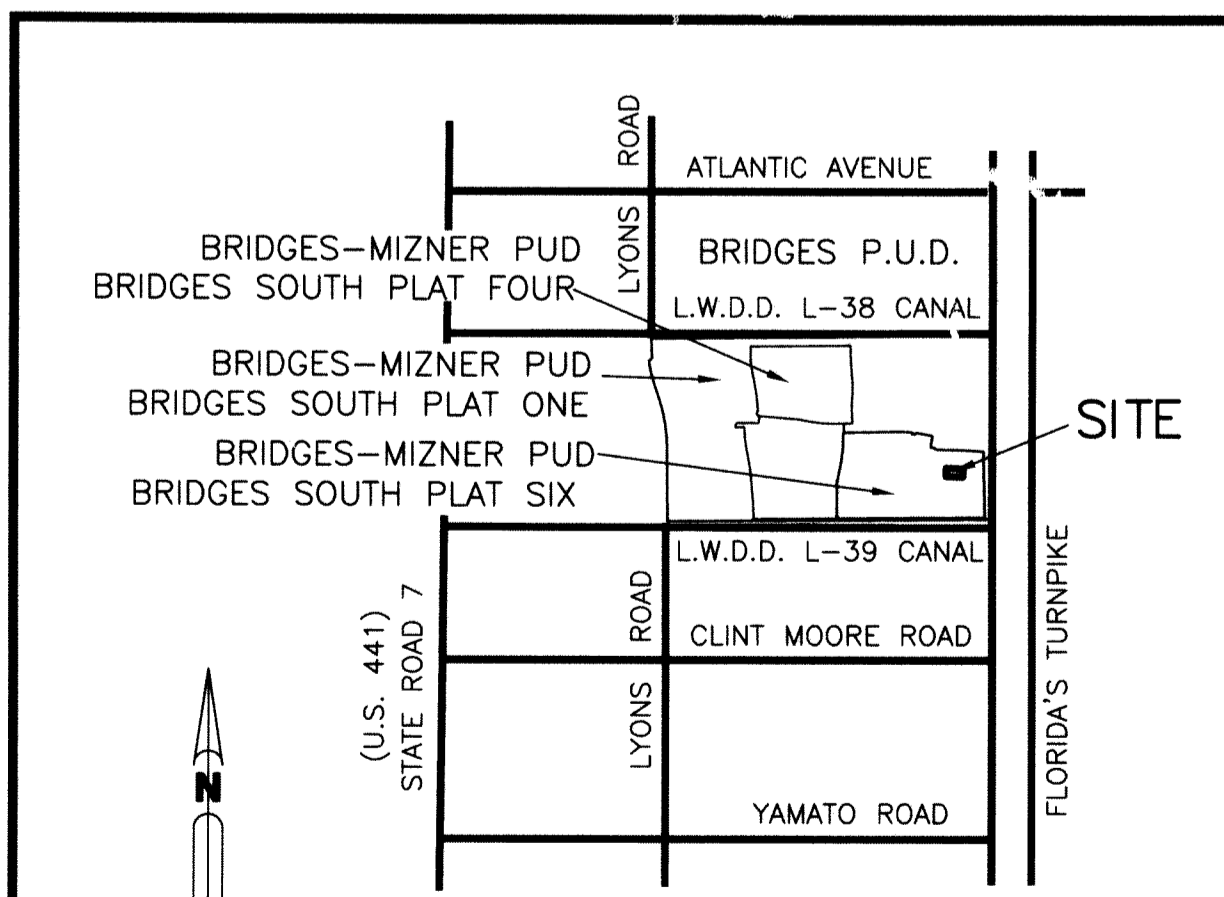 ATLANTIC AVENUE
LYONS ROAD
BRIDGES-MIZNER PUD
BRIDGES SOUTH PLAT FOUR
BRIDGES P.U.D.
L.W.D.D. L-38 CANAL
BRIDGES-MIZNER PUD
BRIDGES SOUTH PLAT ONE
SITE
BRIDGES-MIZNER PUD
BRIDGES SOUTH PLAT SIX
L.W.D.D. L-39 CANAL
(U.S. 441)
STATE ROAD 7
LYONS ROAD
CLINT MOORE ROAD
FLORIDA'S TURNPIKE
N
YAMATO ROAD